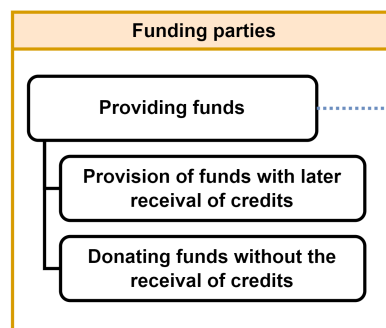 Funding parties
Providing funds
Provision of funds with later
receival of credits
Donating funds without the
receival of credits